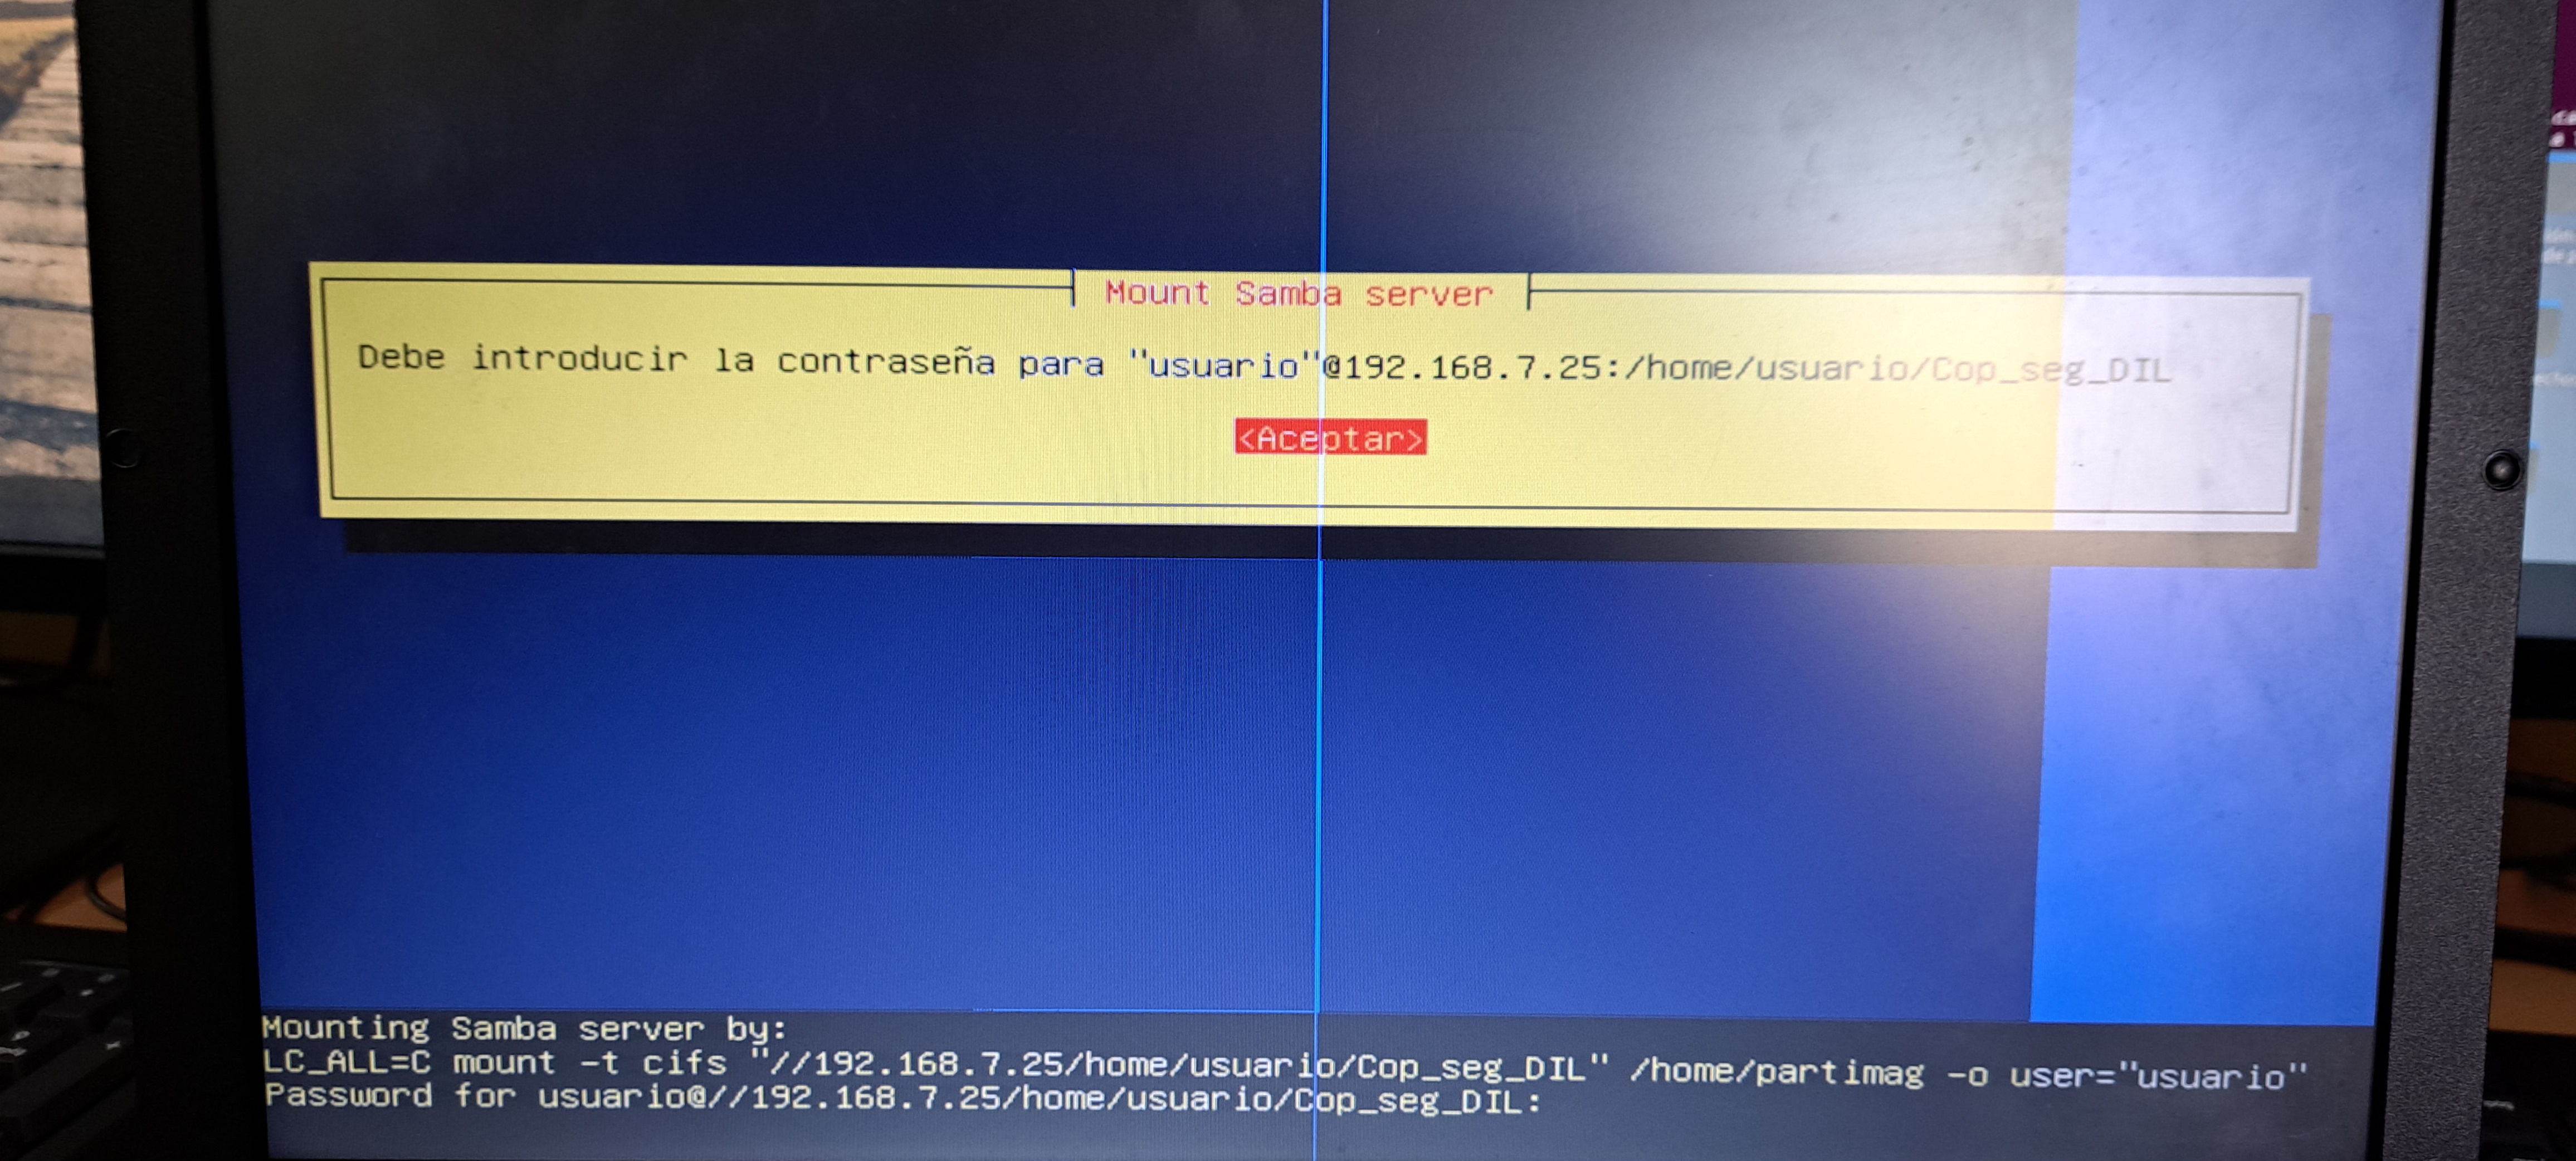 Mount Samba server
Debe introducir la contraseña para "usuario"@192.168.7.25:/home/usuario/Cop_seg_DIL
<Aceptar>
Mounting Samba server by:
LC_ALL=C mount -t cifs "//192.168.7.25/home/usuario/Cop_seg_DIL" /home/partimag -o user="usuario"
Password for usuario@//192.168.7.25/home/usuario/Cop_seg_DIL: